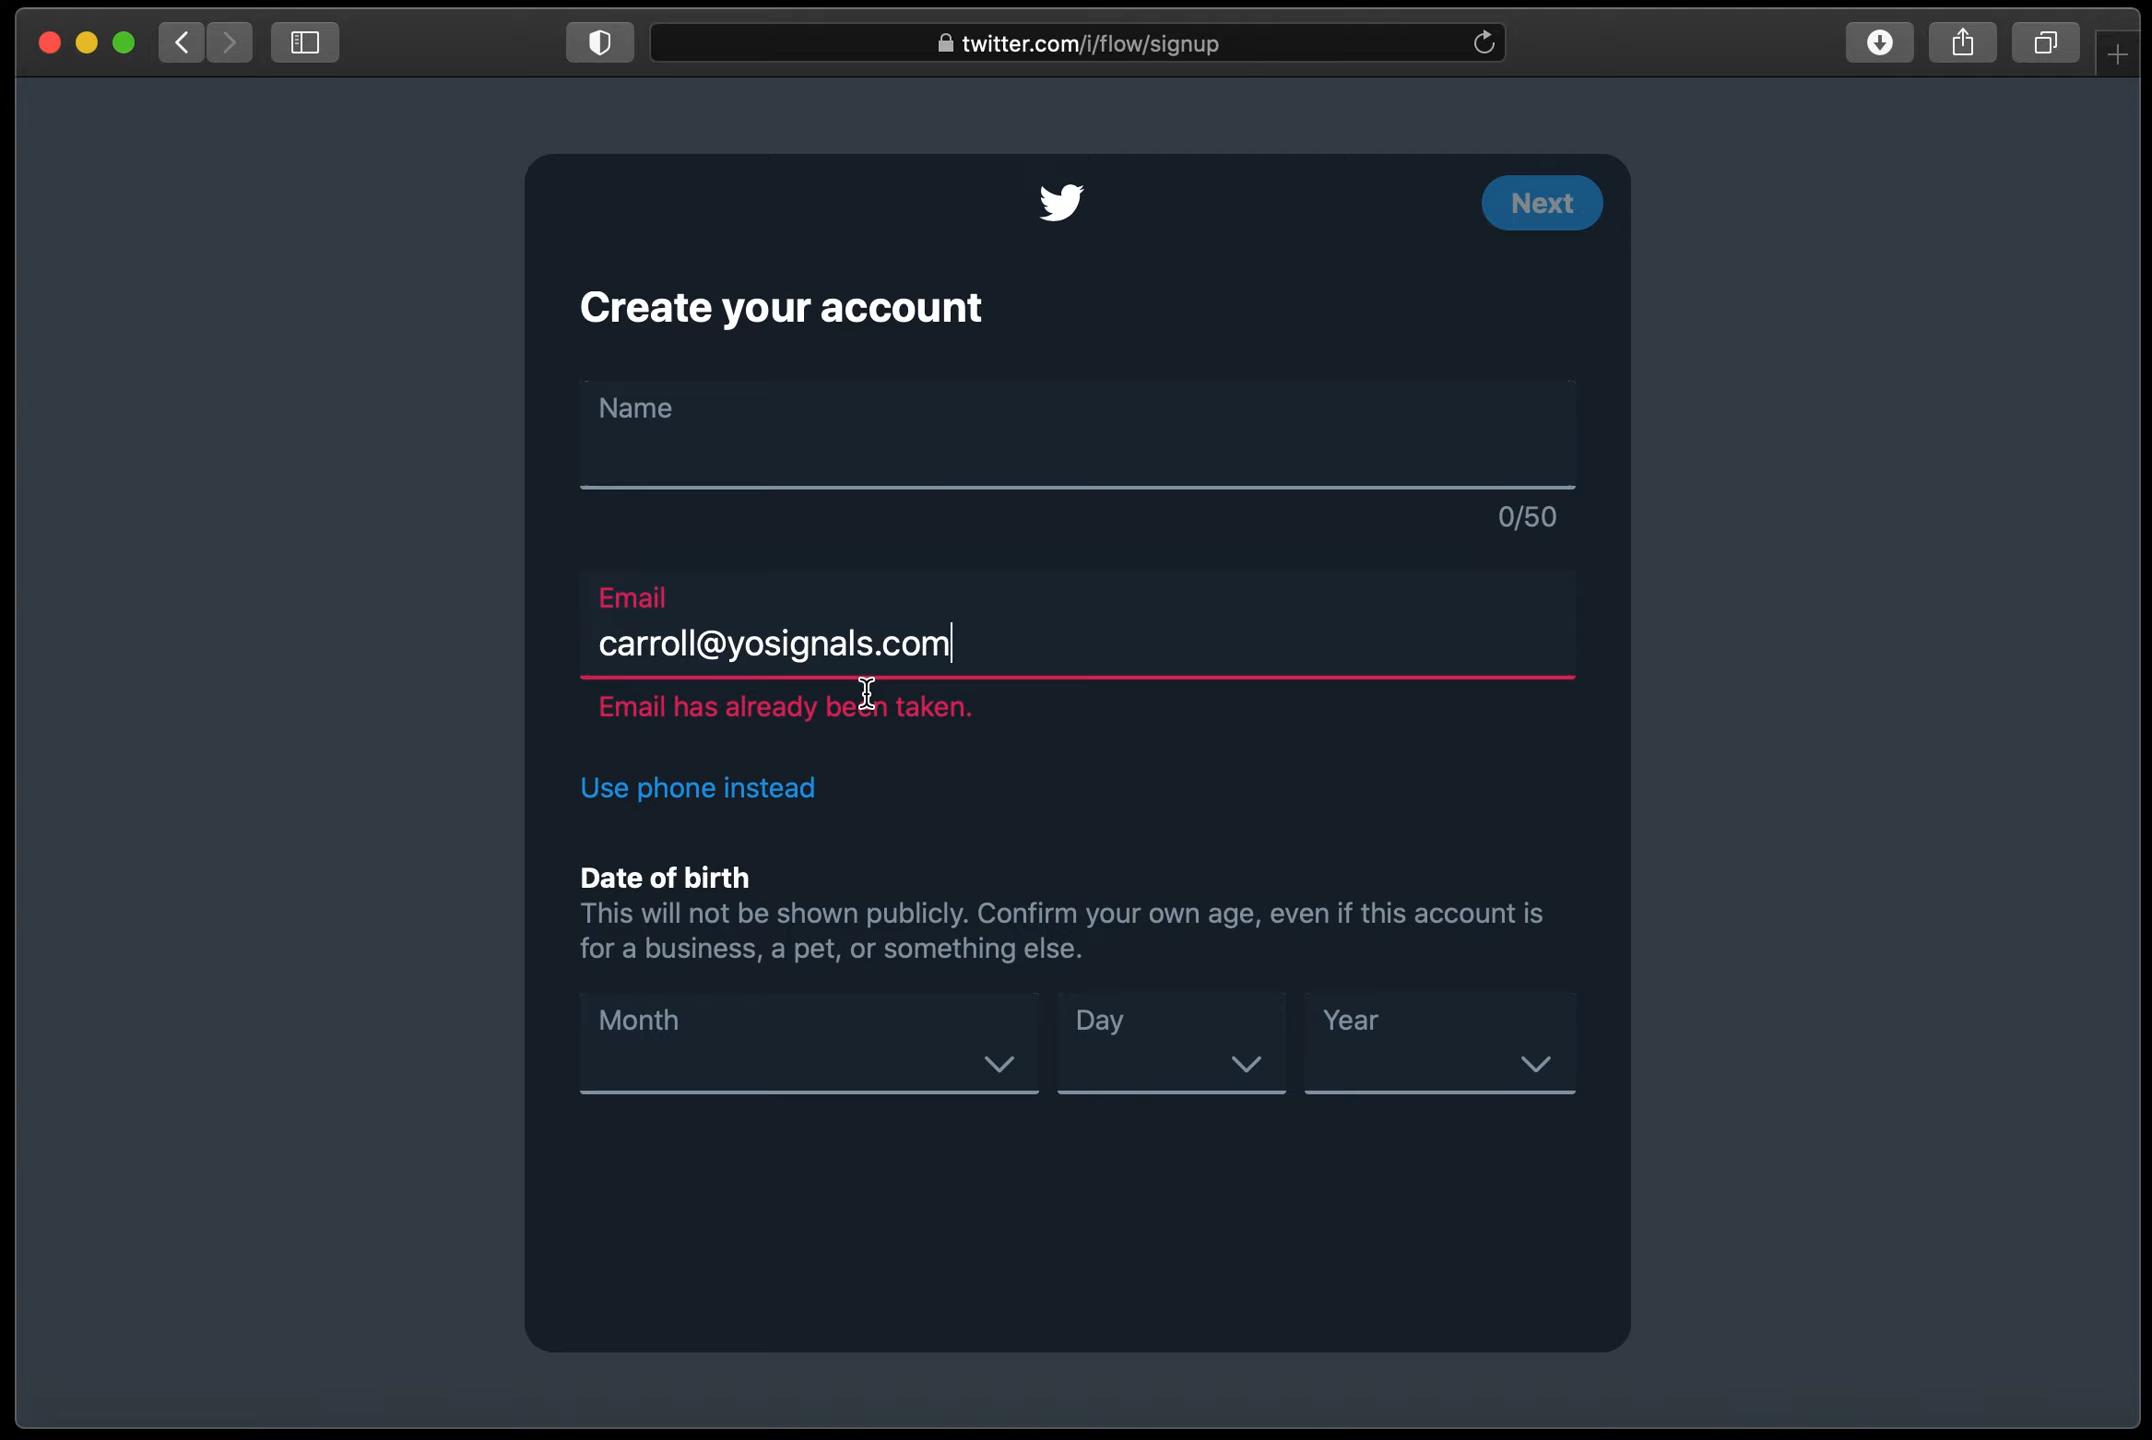 twitter.com/i/flow/signup
Next
Create your account
Name
0/50
Email
carroll@yosignals.com
Email has already been taken.
Use phone instead
Date of birth
This will not be shown publicly. Confirm your own age, even if this account is
for a business, a pet, or something else.
Month Day Year